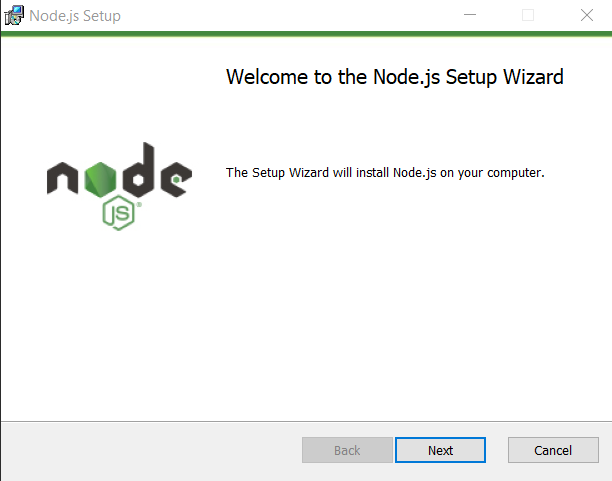 Node.js Setup
Welcome to the Node.js Setup Wizard
node
JS®
The Setup Wizard will install Node.js on your computer.
Back
Next
Cancel